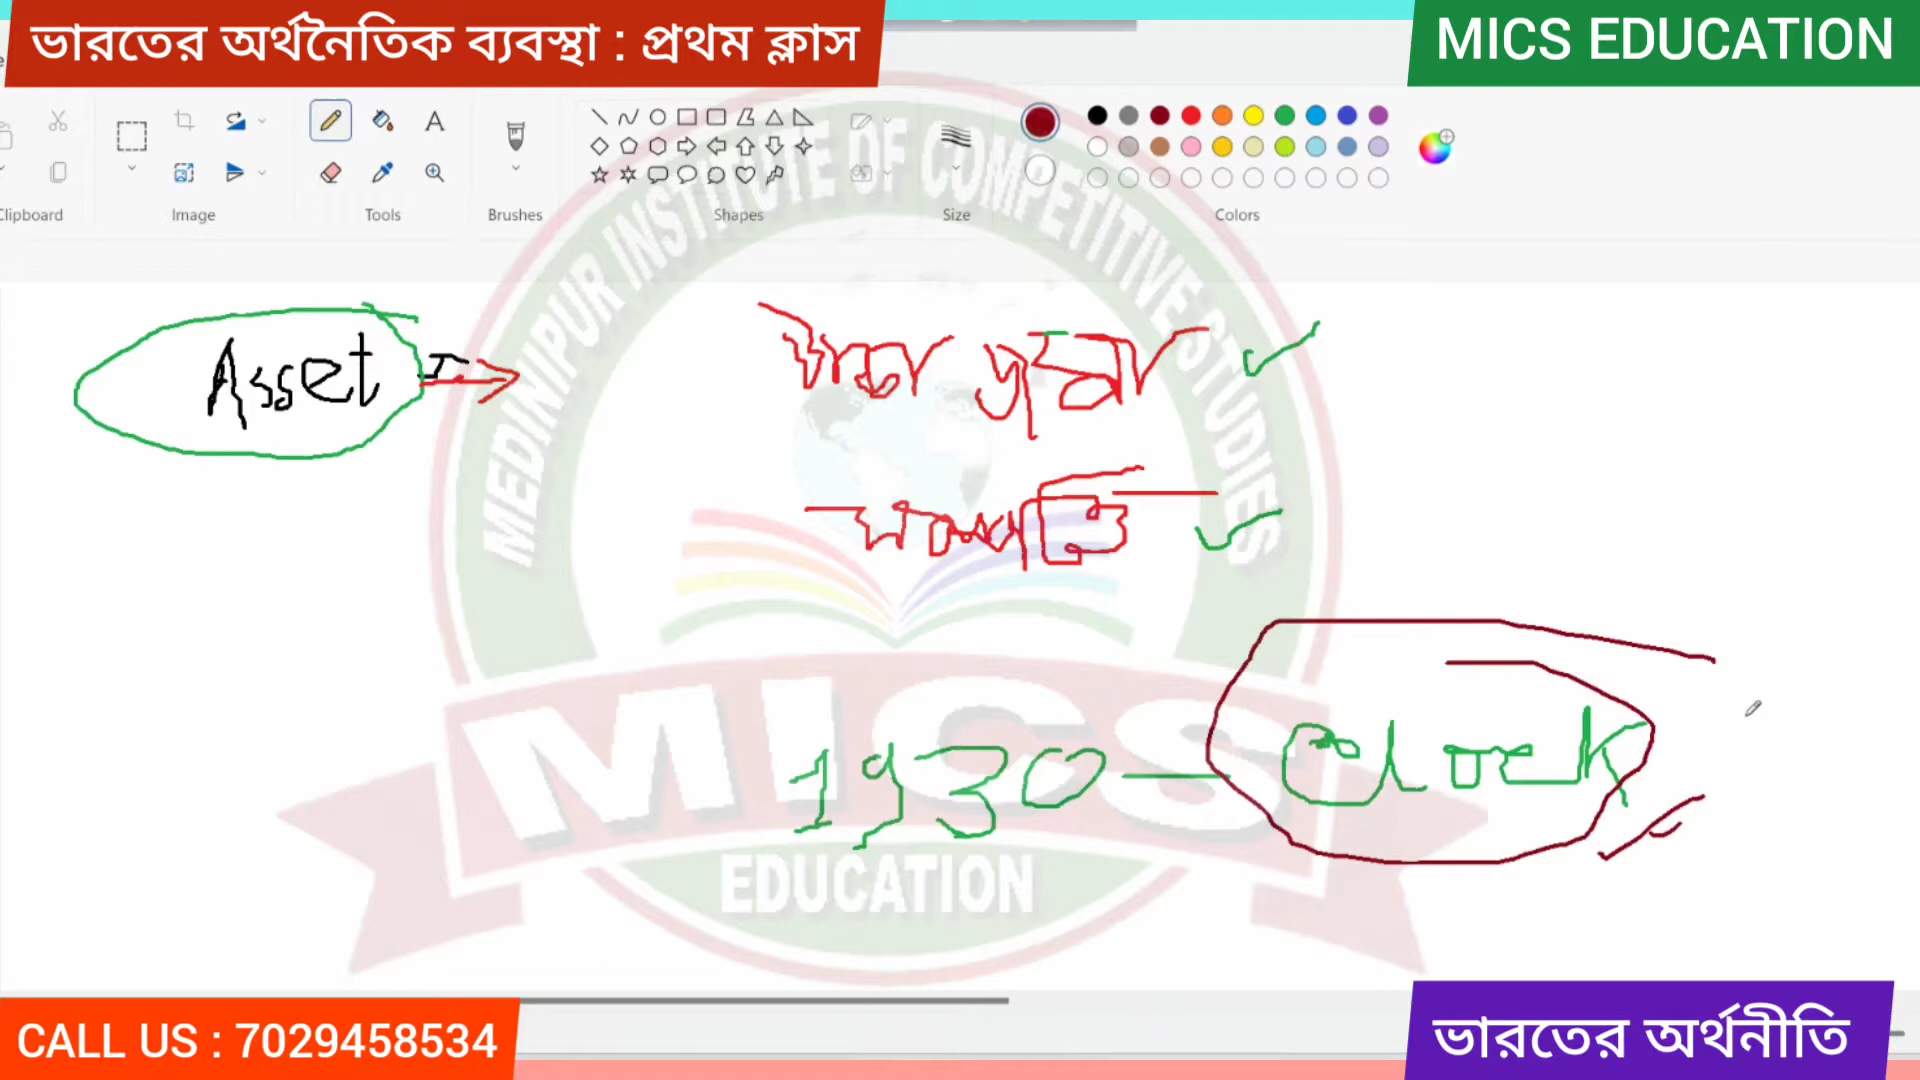 ভারতের অর্থনৈতিক ব্যবস্থা : প্রথম ক্লাস
MICS EDUCATION
Clipboard
Image
Tools
Brushes
Shapes
Size
Colors
MEDINIPUR INSTITUTE OF COMPETITIVE STUDIES
Asset
1930 - Clock
MICS
EDUCATION
CALL US : 7029458534
ভারতের অর্থনীতি